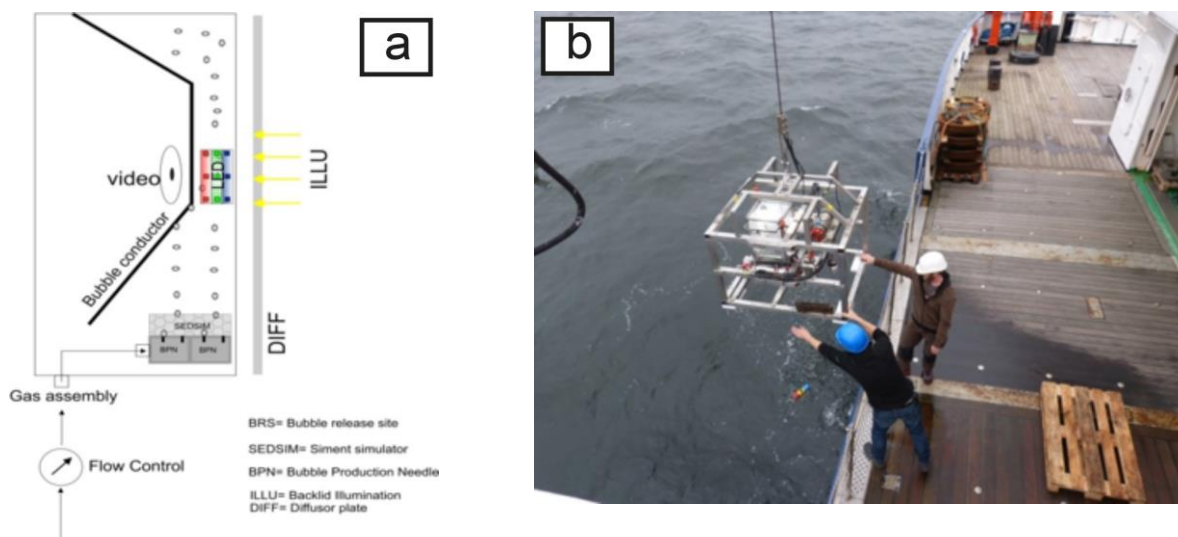 a
b
video
LED
ILLU
Bubble conductor
SEDSIM
BPN
BPN
DIFF
Gas assembly
Flow Control
BRS= Bubble release site
SEDSIM= Siment simulator
BPN= Bubble Production Needle
ILLU= Backlid Illumination
DIFF= Diffusor plate